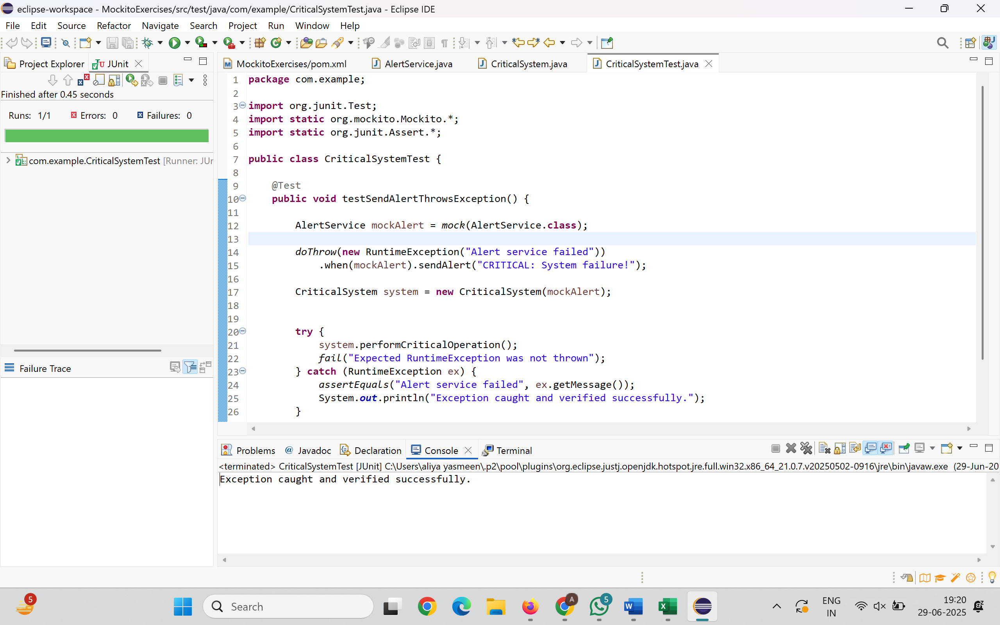 eclipse-workspace - MockitoExercises/src/test/java/com/example/CriticalSystemTest.java - Eclipse IDE
File Edit Source Refactor Navigate Search Project Run Window Help
Project Explorer JUnit
Finished after 0.45 seconds
Runs: 1/1 Errors: 0 Failures: 0
com.example.CriticalSystemTest [Runner: JUr
Failure Trace
MockitoExercises/pom.xml AlertService.java CriticalSystem.java CriticalSystemTest.java
1 package com.example;
2
3 import org.junit.Test;
4 import static org.mockito.Mockito.*;
5 import static org.junit.Assert.*;
6
7 public class CriticalSystemTest {
8
9 @Test
10 public void testSendAlertThrowsException() {
11
12 AlertService mockAlert = mock(AlertService.class);
13
14 doThrow(new RuntimeException("Alert service failed"))
15 .when(mockAlert).sendAlert("CRITICAL: System failure!");
16
17 CriticalSystem system = new CriticalSystem(mockAlert);
18
19
20 try {
21 system.performCriticalOperation();
22 fail("Expected RuntimeException was not thrown");
23 } catch (RuntimeException ex) {
24 assertEquals("Alert service failed", ex.getMessage());
25 System.out.println("Exception caught and verified successfully.");
26 }
Problems @ Javadoc Declaration Console Terminal
<terminated> CriticalSystemTest [JUnit] C:\Users\aliya yasmeen\.p2\pool\plugins\org.eclipse.justj.openjdk.hotspot.jre.full.win32.x86_64_21.0.7.v20250502-0916\jre\bin\javaw.exe (29-Jun-20
Exception caught and verified successfully.
5
Search
A
5
ENG
IN
19:20
29-06-2025